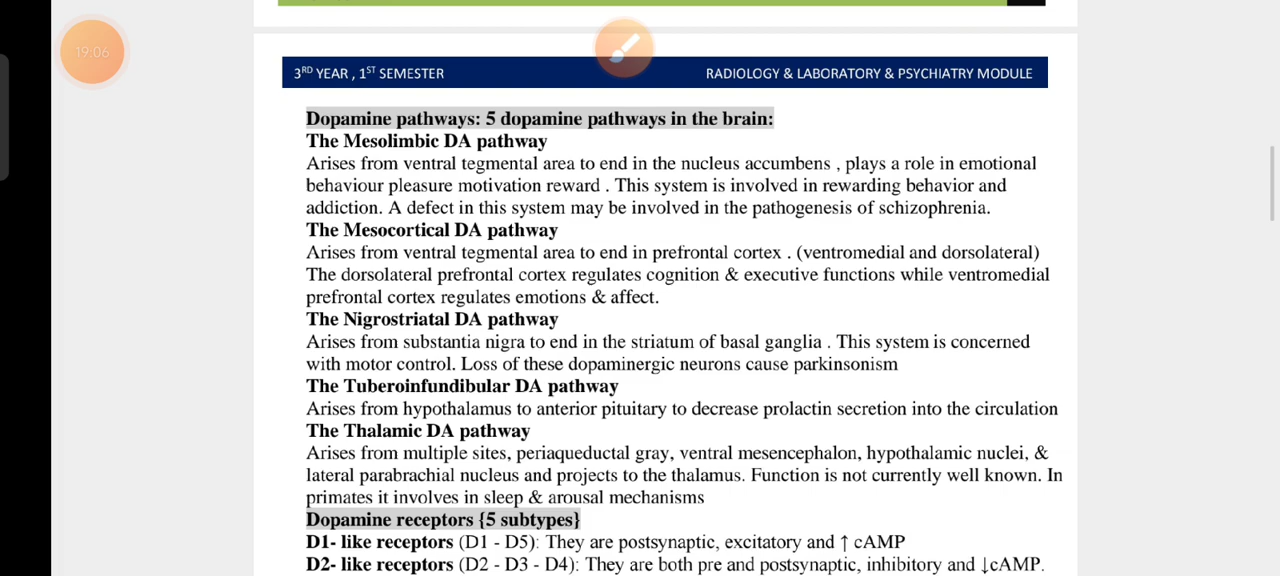 19:06
3RD YEAR , 1ST SEMESTER
RADIOLOGY & LABORATORY & PSYCHIATRY MODULE
Dopamine pathways: 5 dopamine pathways in the brain:
The Mesolimbic DA pathway
Arises from ventral tegmental area to end in the nucleus accumbens , plays a role in emotional
behaviour pleasure motivation reward . This system is involved in rewarding behavior and
addiction. A defect in this system may be involved in the pathogenesis of schizophrenia.
The Mesocortical DA pathway
Arises from ventral tegmental area to end in prefrontal cortex . (ventromedial and dorsolateral)
The dorsolateral prefrontal cortex regulates cognition & executive functions while ventromedial
prefrontal cortex regulates emotions & affect.
The Nigrostriatal DA pathway
Arises from substantia nigra to end in the striatum of basal ganglia . This system is concerned
with motor control. Loss of these dopaminergic neurons cause parkinsonism
The Tuberoinfundibular DA pathway
Arises from hypothalamus to anterior pituitary to decrease prolactin secretion into the circulation
The Thalamic DA pathway
Arises from multiple sites, periaqueductal gray, ventral mesencephalon, hypothalamic nuclei, &
lateral parabrachial nucleus and projects to the thalamus. Function is not currently well known. In
primates it involves in sleep & arousal mechanisms
Dopamine receptors {5 subtypes}
D1- like receptors (D1 - D5): They are postsynaptic, excitatory and ↑ cAMP
D2- like receptors (D2 - D3 - D4): They are both pre and postsynaptic, inhibitory and ↓cAMP.